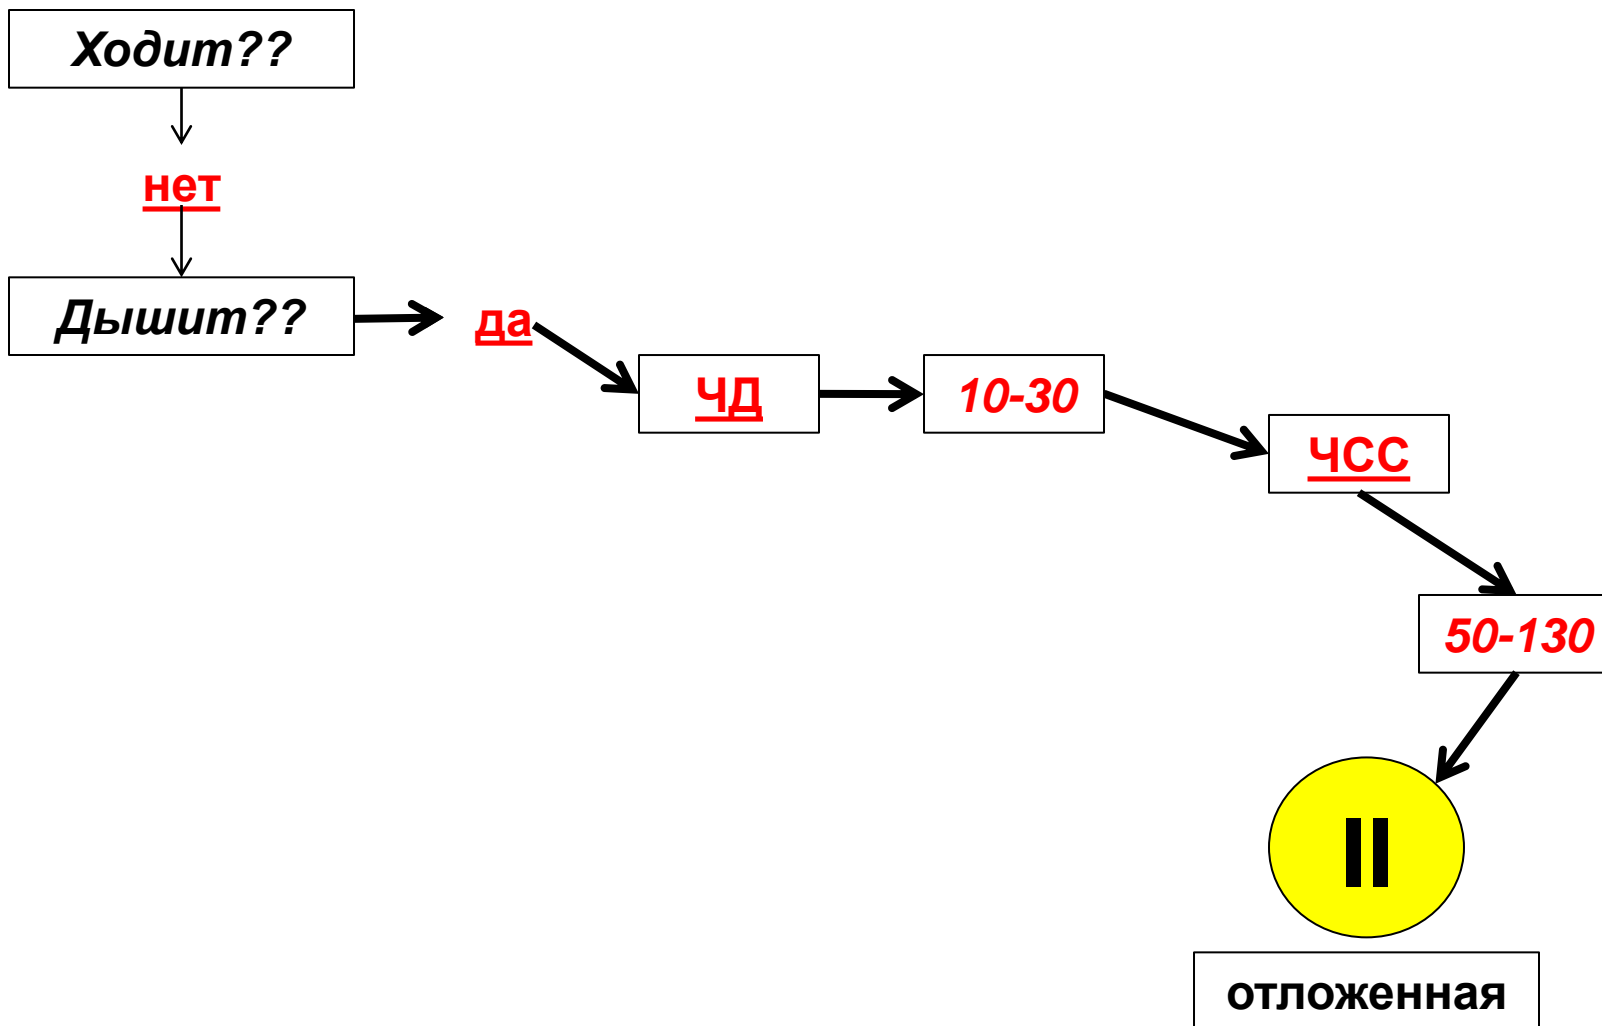 Ходит??
нет
Дышит??
да
ЧД
10-30
ЧСС
50-130
II
отложенная